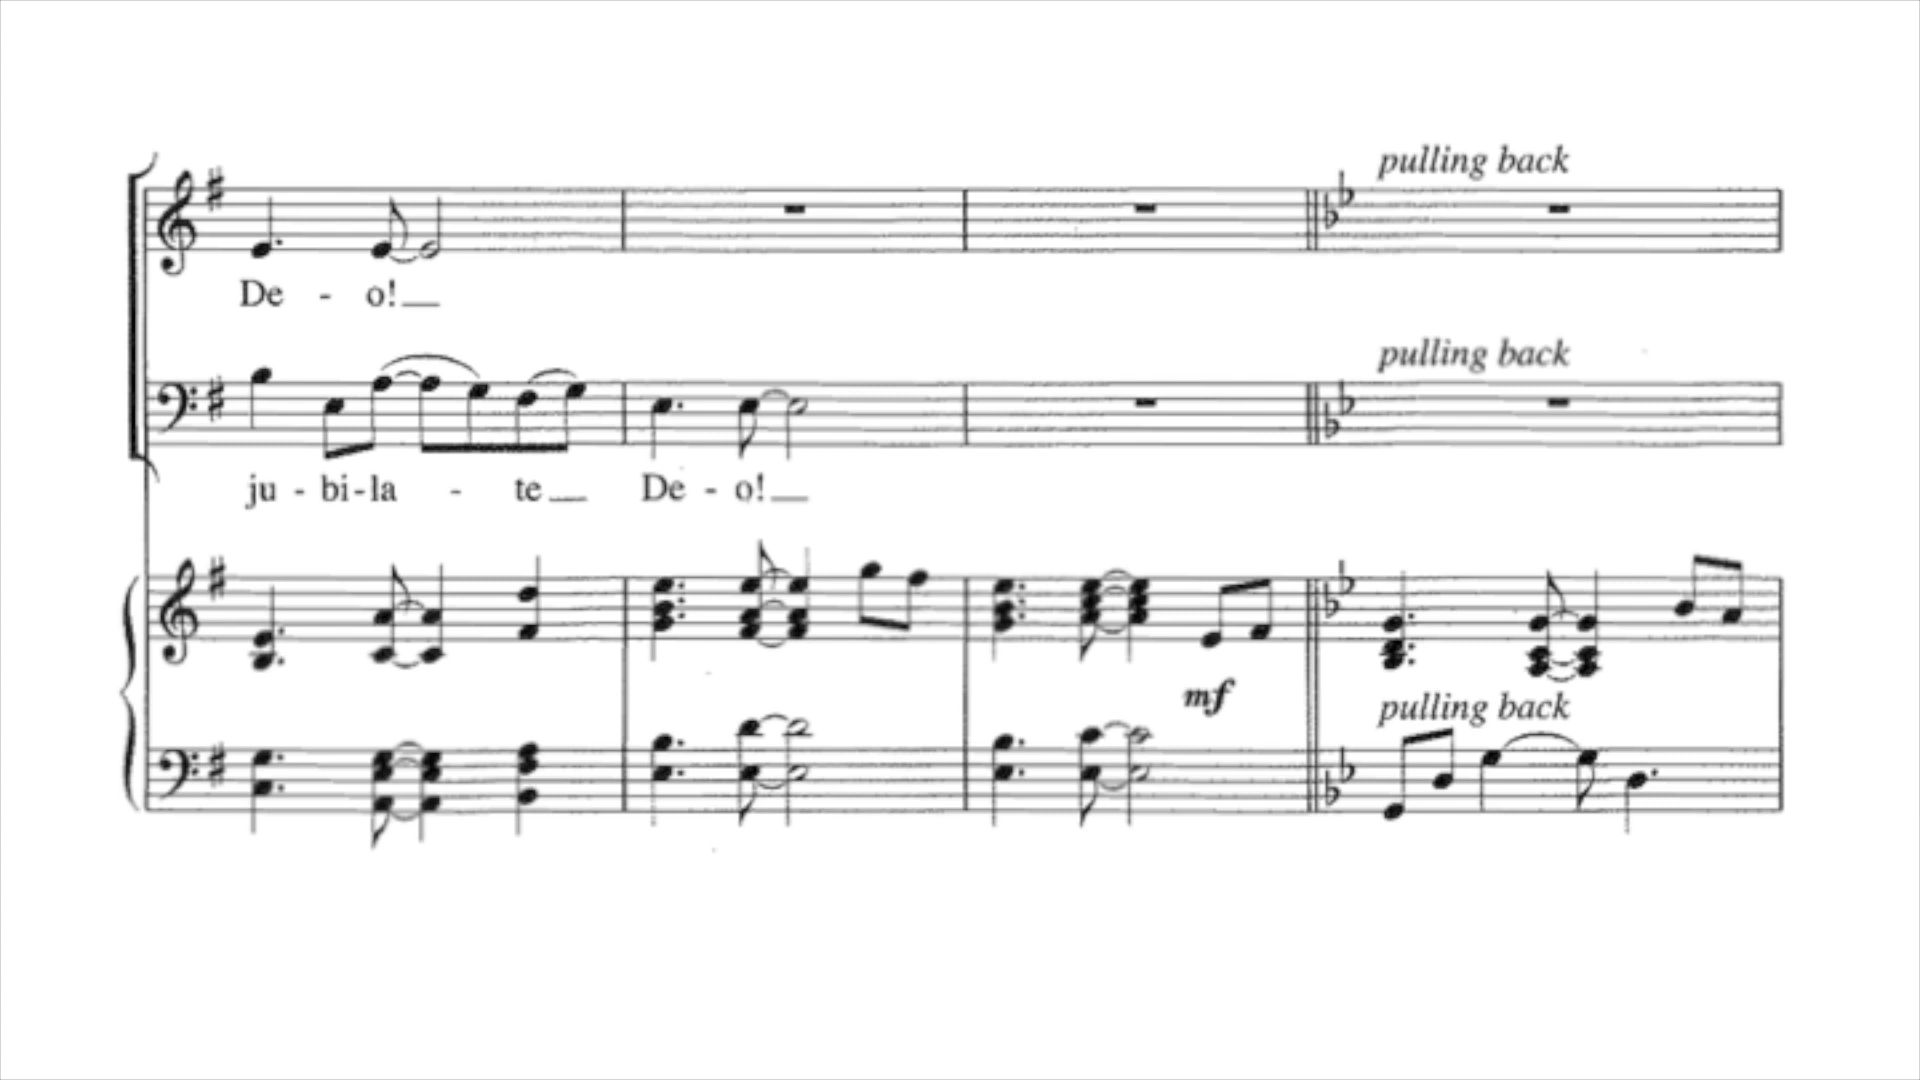 pulling back
De - o!
pulling back
ju - bi - la - te De - o!
mf
pulling back